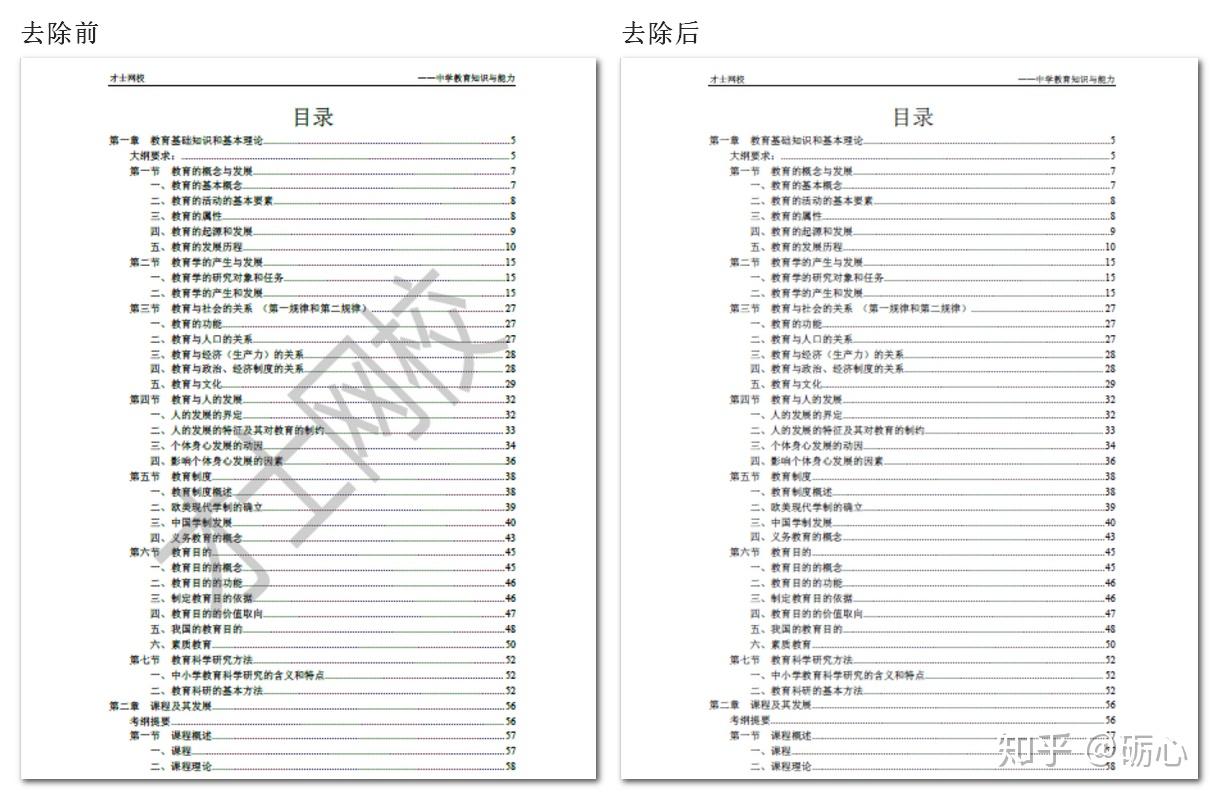 去除前
才士网校 ——中学教育知识与能力
目录
第一章 教育基础知识和基本理论 5
大纲要求： 5
第一节 教育的概念与发展 7
一、教育的基本概念 7
二、教育的活动的基本要素 8
三、教育的属性 8
四、教育的起源和发展 9
五、教育的发展历程 10
第二节 教育学的产生与发展 15
一、教育学的研究对象和任务 15
二、教育学的产生和发展 15
第三节 教育与社会的关系 （第一规律和第二规律） 27
一、教育的功能 27
二、教育与人口的关系 27
三、教育与经济（生产力）的关系 28
四、教育与政治、经济制度的关系 28
五、教育与文化 29
第四节 教育与人的发展 32
一、人的发展的界定 32
二、人的发展的特征及其对教育的制约 33
三、个体身心发展的动因 34
四、影响个体身心发展的因素 36
第五节 教育制度 38
一、教育制度概述 38
二、欧美现代学制的确立 39
三、中国学制发展 40
四、义务教育的概念 43
第六节 教育目的 45
一、教育目的的概念 45
二、教育目的的功能 46
三、制定教育目的依据 46
四、教育目的的价值取向 47
五、我国的教育目的 48
六、素质教育 50
第七节 教育科学研究方法 52
一、中小学教育科学研究的含义和特点 52
二、教育科研的基本方法 52
第二章 课程及其发展 56
考纲提要 56
第一节 课程概述 57
一、课程 57
二、课程理论 58
才士网校
去除后
才士网校 ——中学教育知识与能力
目录
第一章 教育基础知识和基本理论 5
大纲要求： 5
第一节 教育的概念与发展 7
一、教育的基本概念 7
二、教育的活动的基本要素 8
三、教育的属性 8
四、教育的起源和发展 9
五、教育的发展历程 10
第二节 教育学的产生与发展 15
一、教育学的研究对象和任务 15
二、教育学的产生和发展 15
第三节 教育与社会的关系 （第一规律和第二规律） 27
一、教育的功能 27
二、教育与人口的关系 27
三、教育与经济（生产力）的关系 28
四、教育与政治、经济制度的关系 28
五、教育与文化 29
第四节 教育与人的发展 32
一、人的发展的界定 32
二、人的发展的特征及其对教育的制约 33
三、个体身心发展的动因 34
四、影响个体身心发展的因素 36
第五节 教育制度 38
一、教育制度概述 38
二、欧美现代学制的确立 39
三、中国学制发展 40
四、义务教育的概念 43
第六节 教育目的 45
一、教育目的的概念 45
二、教育目的的功能 46
三、制定教育目的依据 46
四、教育目的的价值取向 47
五、我国的教育目的 48
六、素质教育 50
第七节 教育科学研究方法 52
一、中小学教育科学研究的含义和特点 52
二、教育科研的基本方法 52
第二章 课程及其发展 56
考纲提要 56
第一节 课程概述 57
一、课程 57
二、课程理论 58
知乎 @砺心